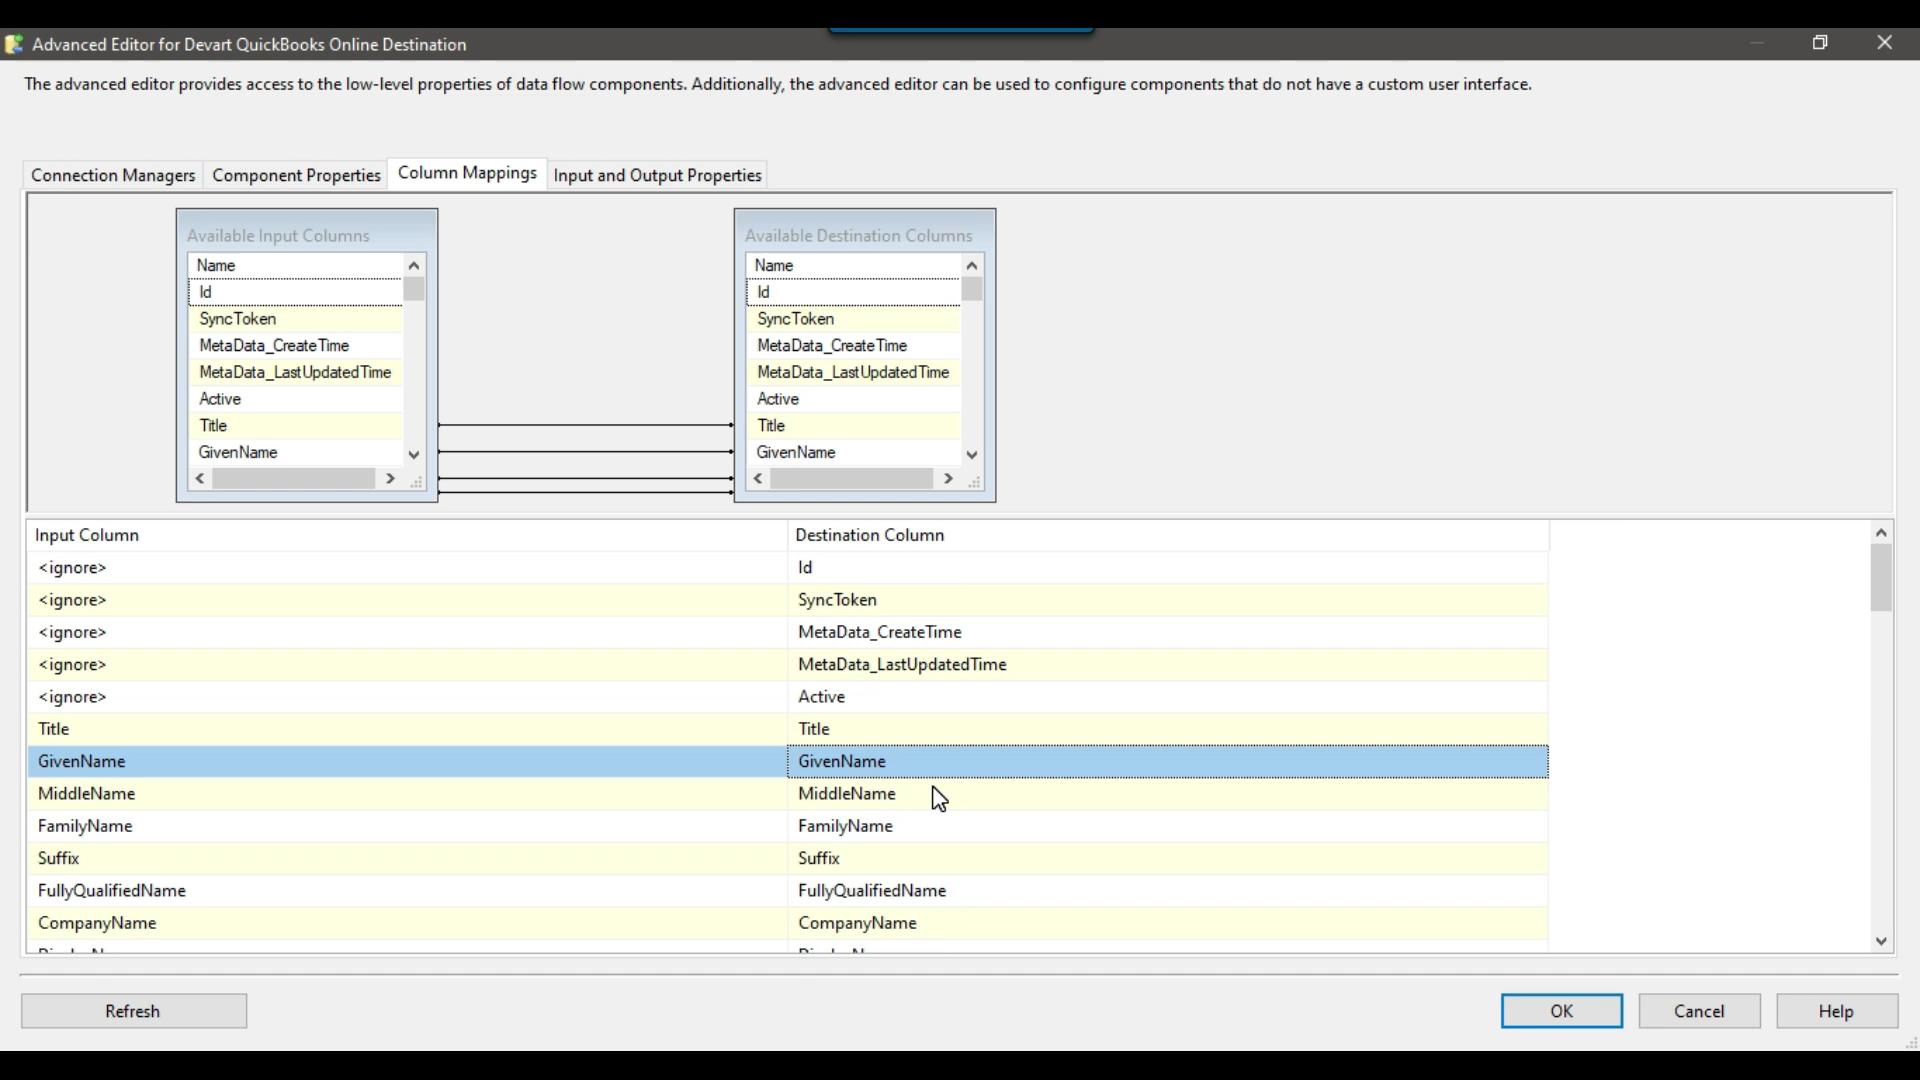 Advanced Editor for Devart QuickBooks Online Destination
The advanced editor provides access to the low-level properties of data flow components. Additionally, the advanced editor can be used to configure components that do not have a custom user interface.
Connection Managers Component Properties Column Mappings Input and Output Properties
Available Input Columns
Name
Id
SyncToken
MetaData_CreateTime
MetaData_LastUpdatedTime
Active
Title
GivenName
Available Destination Columns
Name
Id
SyncToken
MetaData_CreateTime
MetaData_LastUpdatedTime
Active
Title
GivenName
Input Column Destination Column
<ignore> Id
<ignore> SyncToken
<ignore> MetaData_CreateTime
<ignore> MetaData_LastUpdatedTime
<ignore> Active
Title Title
GivenName GivenName
MiddleName MiddleName
FamilyName FamilyName
Suffix Suffix
FullyQualifiedName FullyQualifiedName
CompanyName CompanyName
Refresh OK Cancel Help